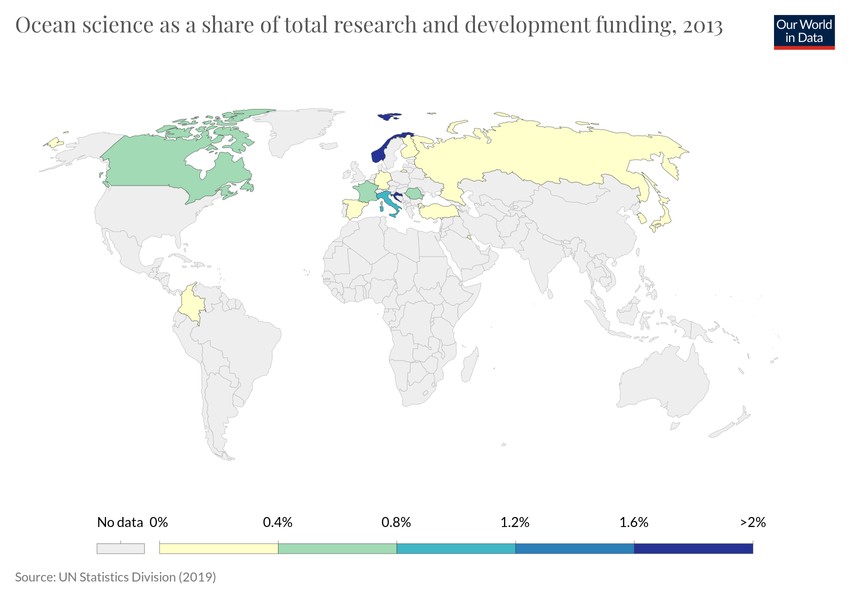 Ocean science as a share of total research and development funding, 2013
Our World
in Data
No data 0% 0.4% 0.8% 1.2% 1.6% >2%
Source: UN Statistics Division (2019)